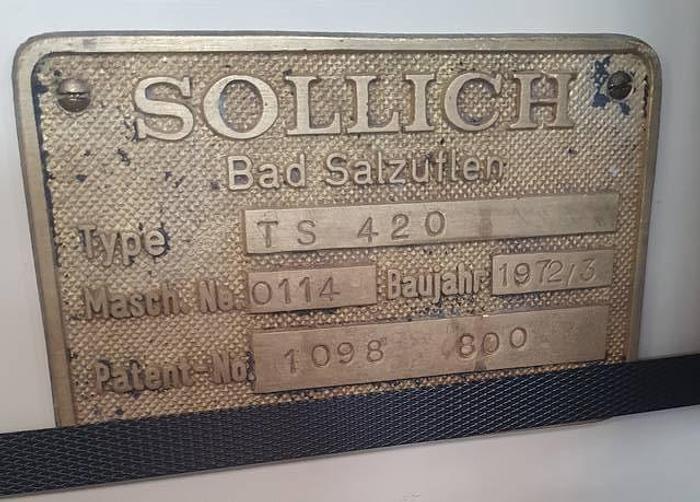 SOLLICH
Bad Salzuflen
Type TS 420
Masch. No. 0114 Baujahr 1972/3
Patent-No. 1098 800